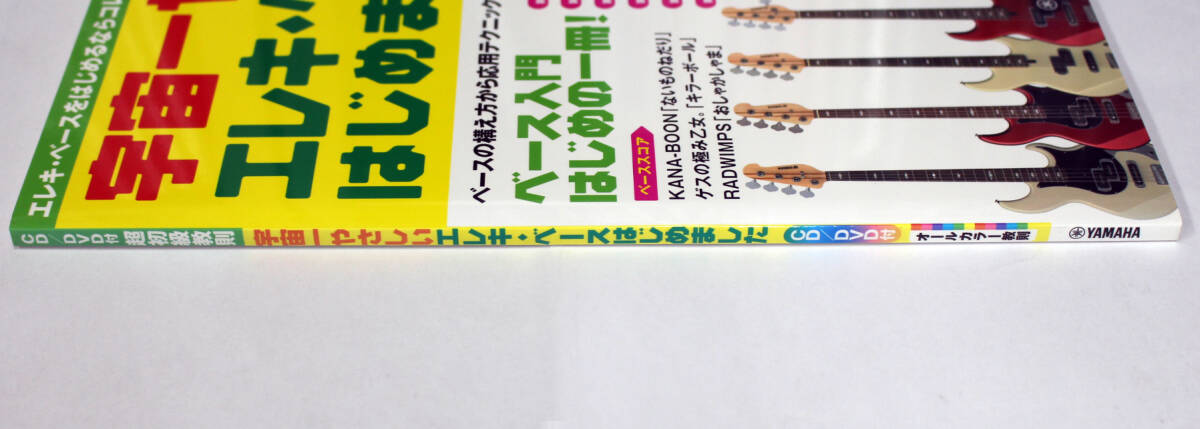 エレキ・ベースをはじめるならコレ
宇宙一や
エレキ・ベ
はじめま
ベースの構え方から応用テクニック
ベース入門
はじめの一冊!
ベーススコア
KANA-BOON「ないものねだり」
ゲスの極み乙女。「キラーボール」
RADWIMPS「おしゃかしゃま」
CD/DVD付 超初級教則 宇宙一やさしいエレキ・ベースはじめました CD/DVD付 オールカラー教則 YAMAHA